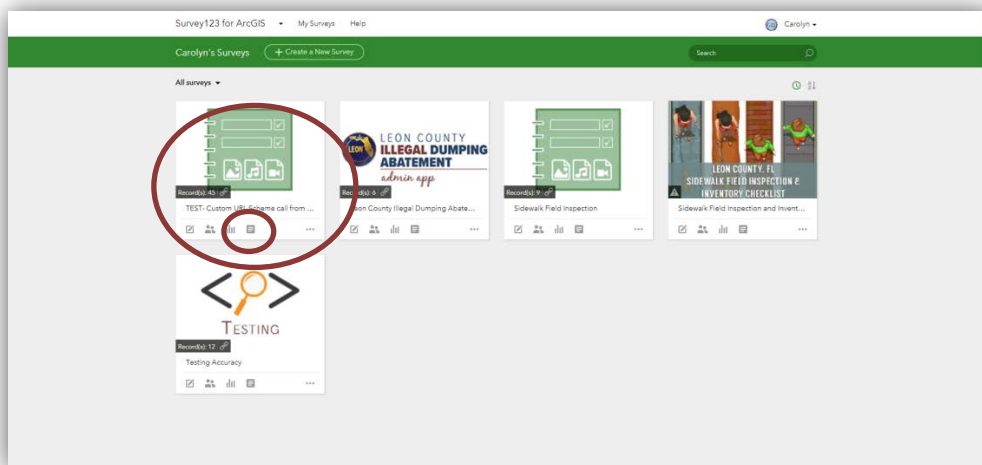 Survey123 for ArcGIS My Surveys Help Carolyn
Carolyn's Surveys + Create a New Survey Search
All surveys
Record(s): 45
TEST- Custom URL Scheme call from ...
LEON
LEON COUNTY
ILLEGAL DUMPING
ABATEMENT
admin app
Record(s): 6
Leon County Illegal Dumping Abate...
Record(s): 9
Sidewalk Field Inspection
LEON COUNTY, FL
SIDEWALK FIELD INSPECTION &
INVENTORY CHECKLIST
Sidewalk Field Inspection and Invent...
TESTING
Record(s): 12
Testing Accuracy